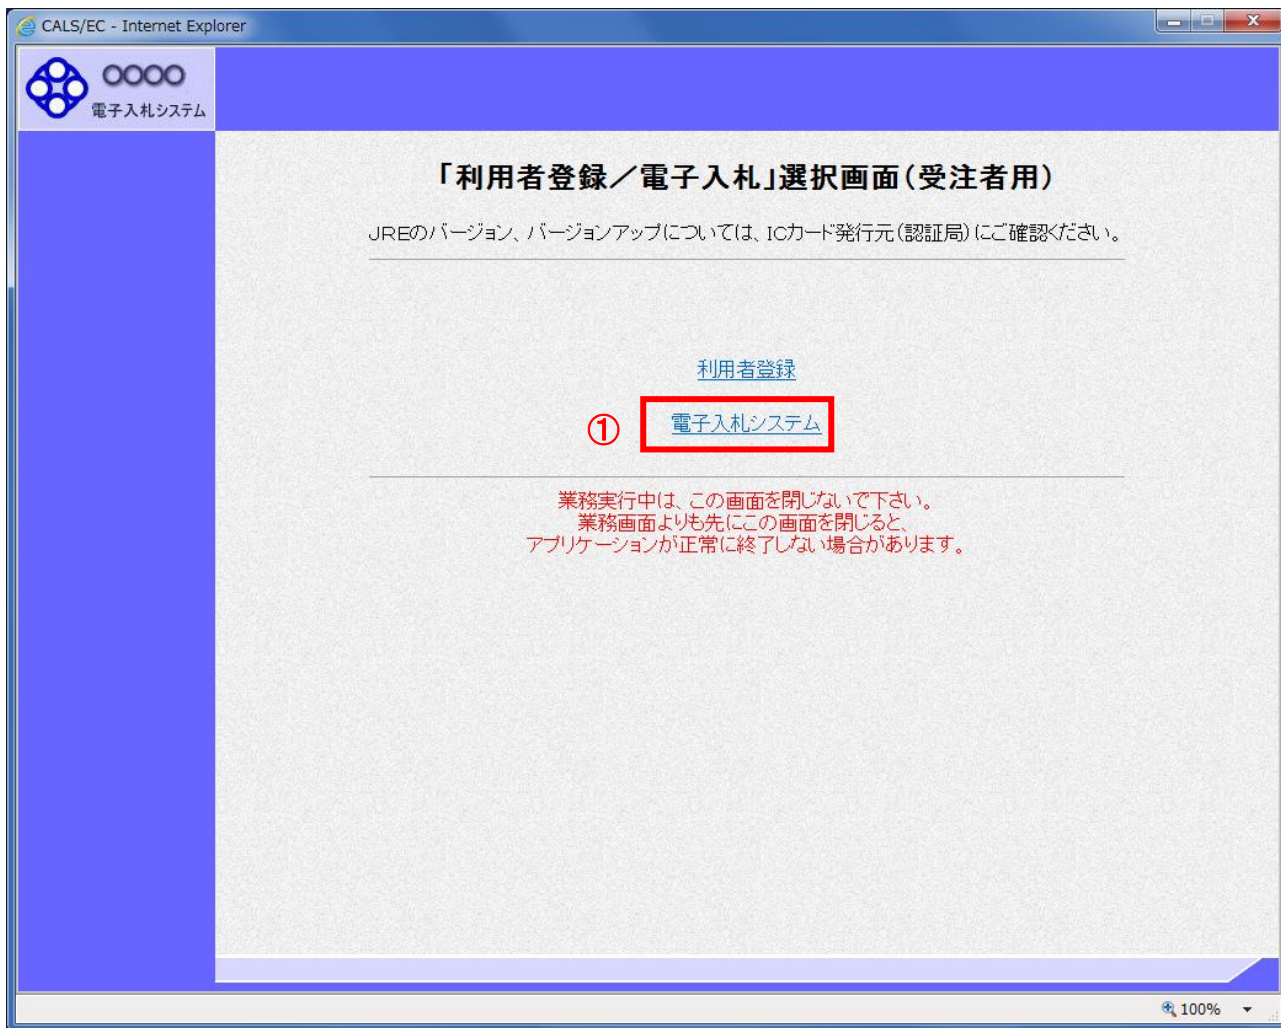 CALS/EC - Internet Explorer
○○○○
電子入札システム
「利用者登録／電子入札」選択画面(受注者用)
JREのバージョン、バージョンアップについては、ICカード発行元(認証局)にご確認ください。
利用者登録
① 電子入札システム
業務実行中は、この画面を閉じないで下さい。
業務画面よりも先にこの画面を閉じると、
アプリケーションが正常に終了しない場合があります。
100%